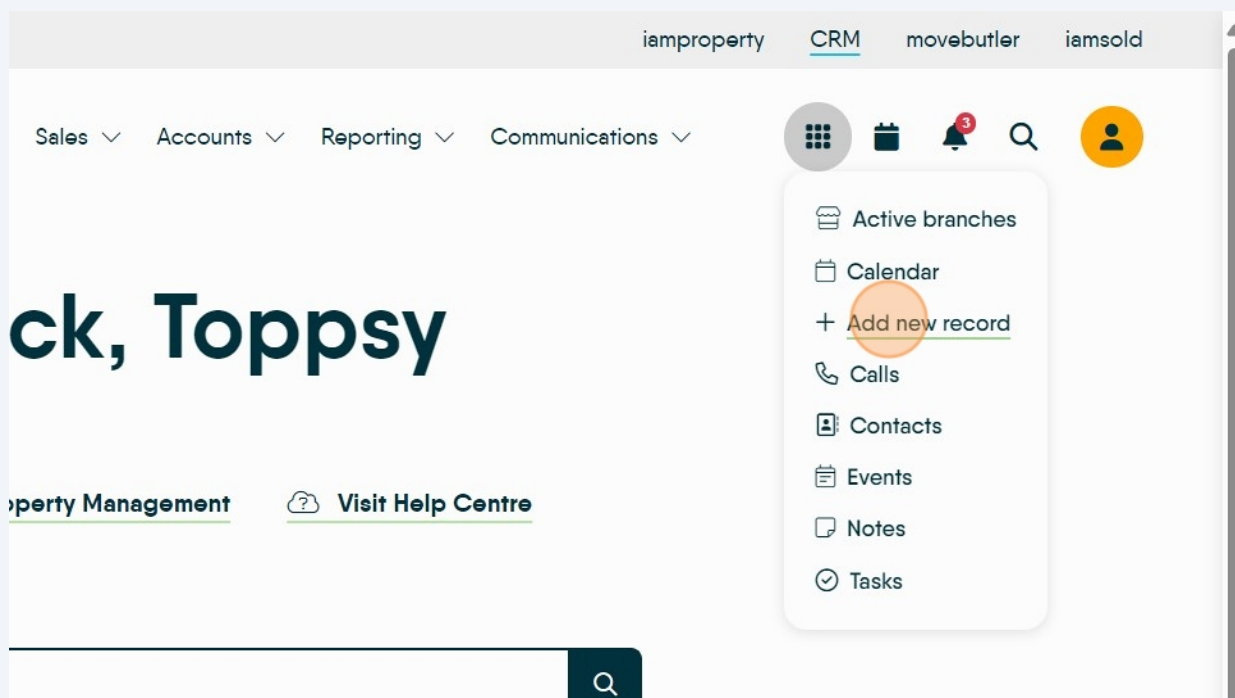 iamproperty CRM movebutler iamsold
Sales Accounts Reporting Communications 3
Active branches
Calendar
ck, Toppsy
Add new record
Calls
Contacts
Events
operty Management Visit Help Centre
Notes
Tasks